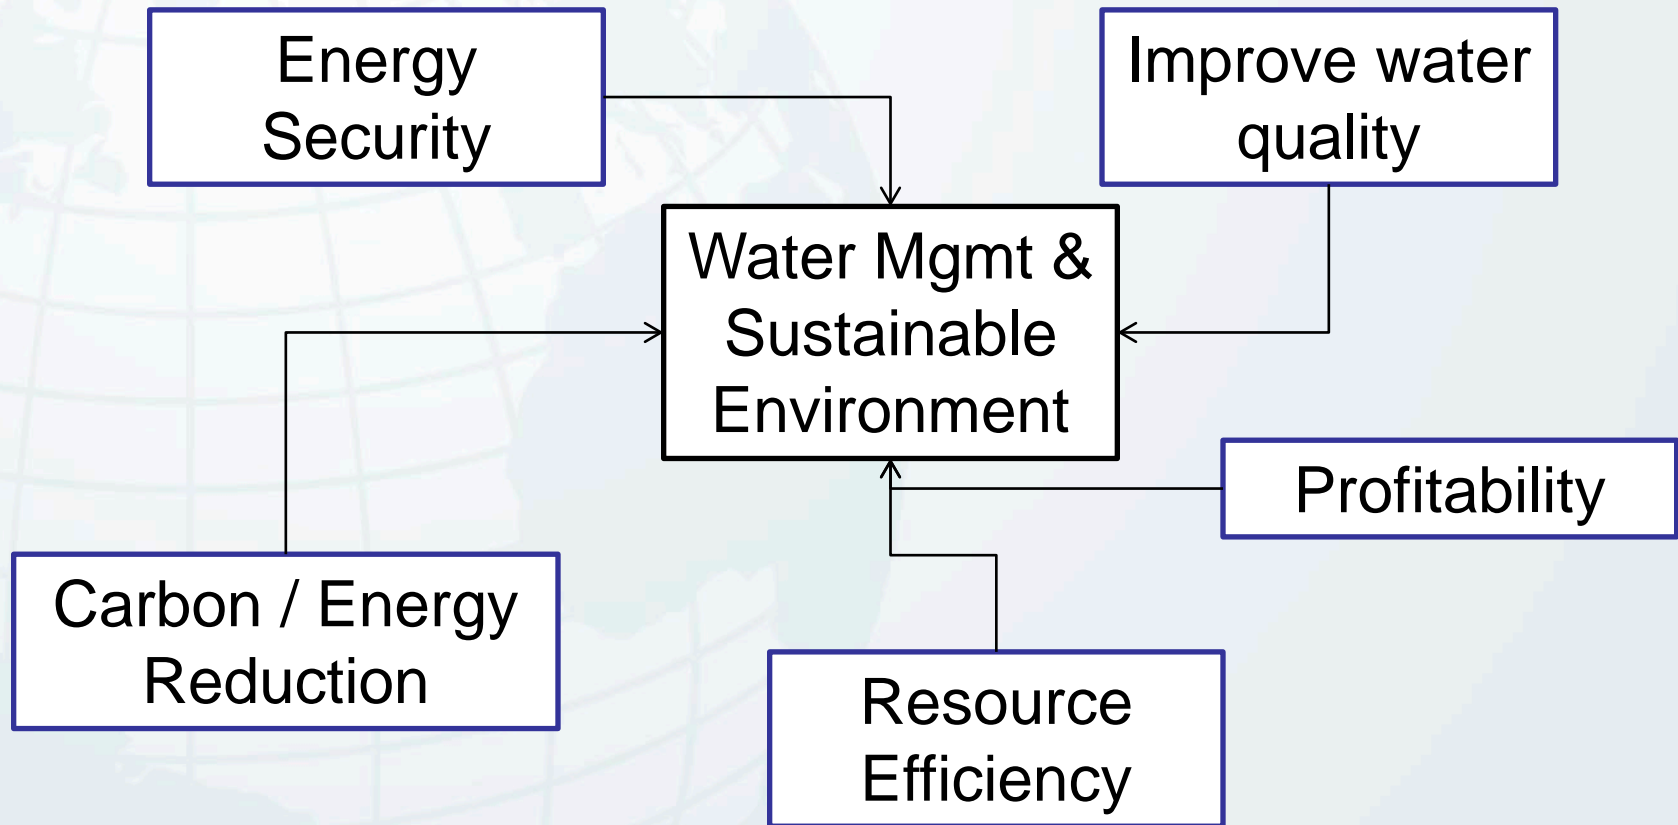 Energy
Security
Improve water
quality
Water Mgmt &
Sustainable
Environment
Profitability
Carbon / Energy
Reduction
Resource
Efficiency